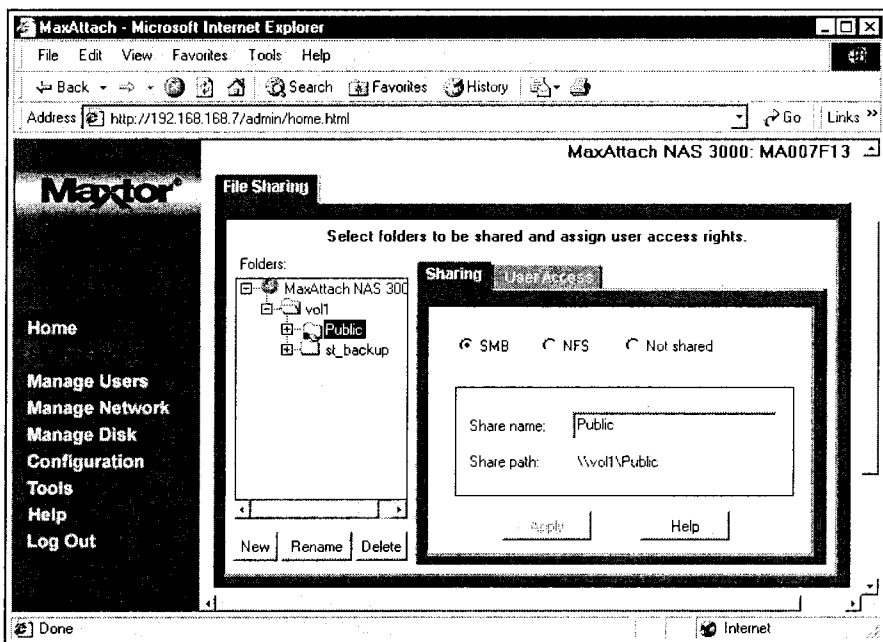 MaxAttach - Microsoft Internet Explorer
File Edit View Favorites Tools Help
Back Search Favorites History
Address http://192.168.168.7/admin/home.html Go Links »
MaxAttach NAS 3000: MA007F13
Maxtor®
File Sharing
Select folders to be shared and assign user access rights.
Folders:
MaxAttach NAS 300
vol1
Public
st_backup
New Rename Delete
Sharing User Access
SMB NFS Not shared
Share name: Public
Share path: \\vol1\Public
Apply Help
Home
Manage Users
Manage Network
Manage Disk
Configuration
Tools
Help
Log Out
Done Internet